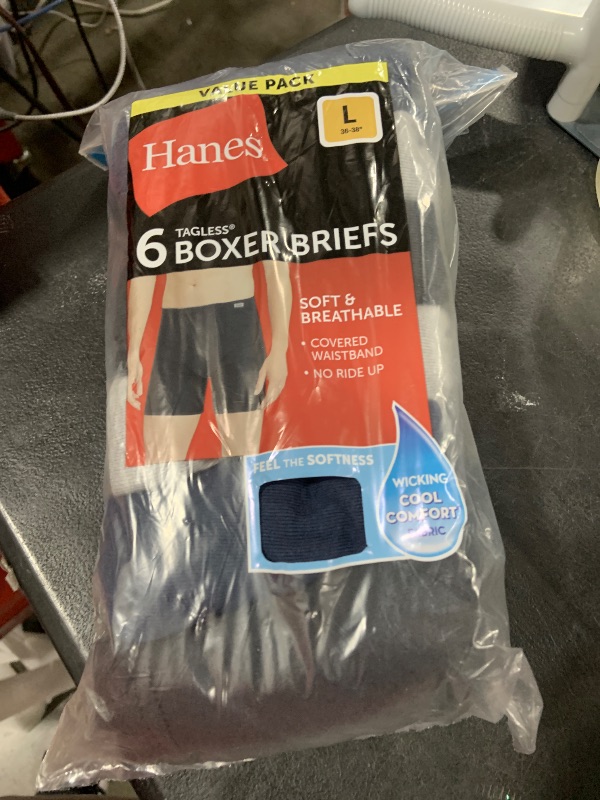 VALUE PACK
L
36-38"
Hanes
6 TAGLESS®
BOXER BRIEFS
SOFT &
BREATHABLE
• COVERED
WAISTBAND
• NO RIDE UP
FEEL THE SOFTNESS
WICKING
COOL
COMFORT
FABRIC